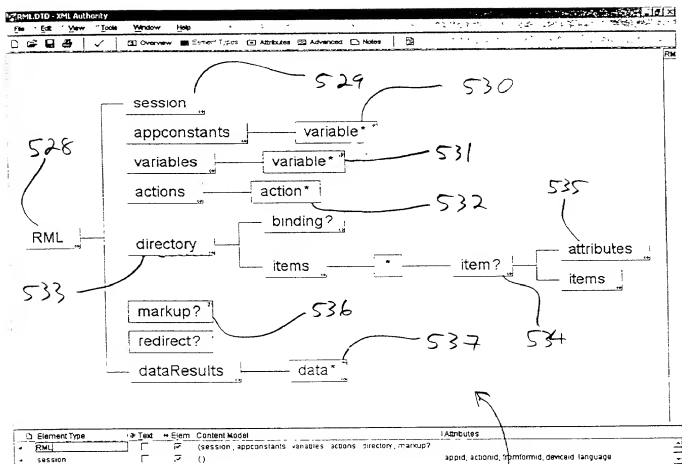 RML.DTD - XML Authority
File Edit View Tools Window Help
Overview Element Types Attributes Advanced Notes
RM
529
session
530
appconstants variable*
528
531
variables variable*
535
actions action*
532
binding?
RML
directory
attributes
items * item?
items
533
markup?
536
534
redirect?
537
dataResults data*
Element Type Text Elem Content Model Attributes
RML (session, appconstants, variables, actions, directory, markup?
session () appid, actionid, fromformid, deviceid, language